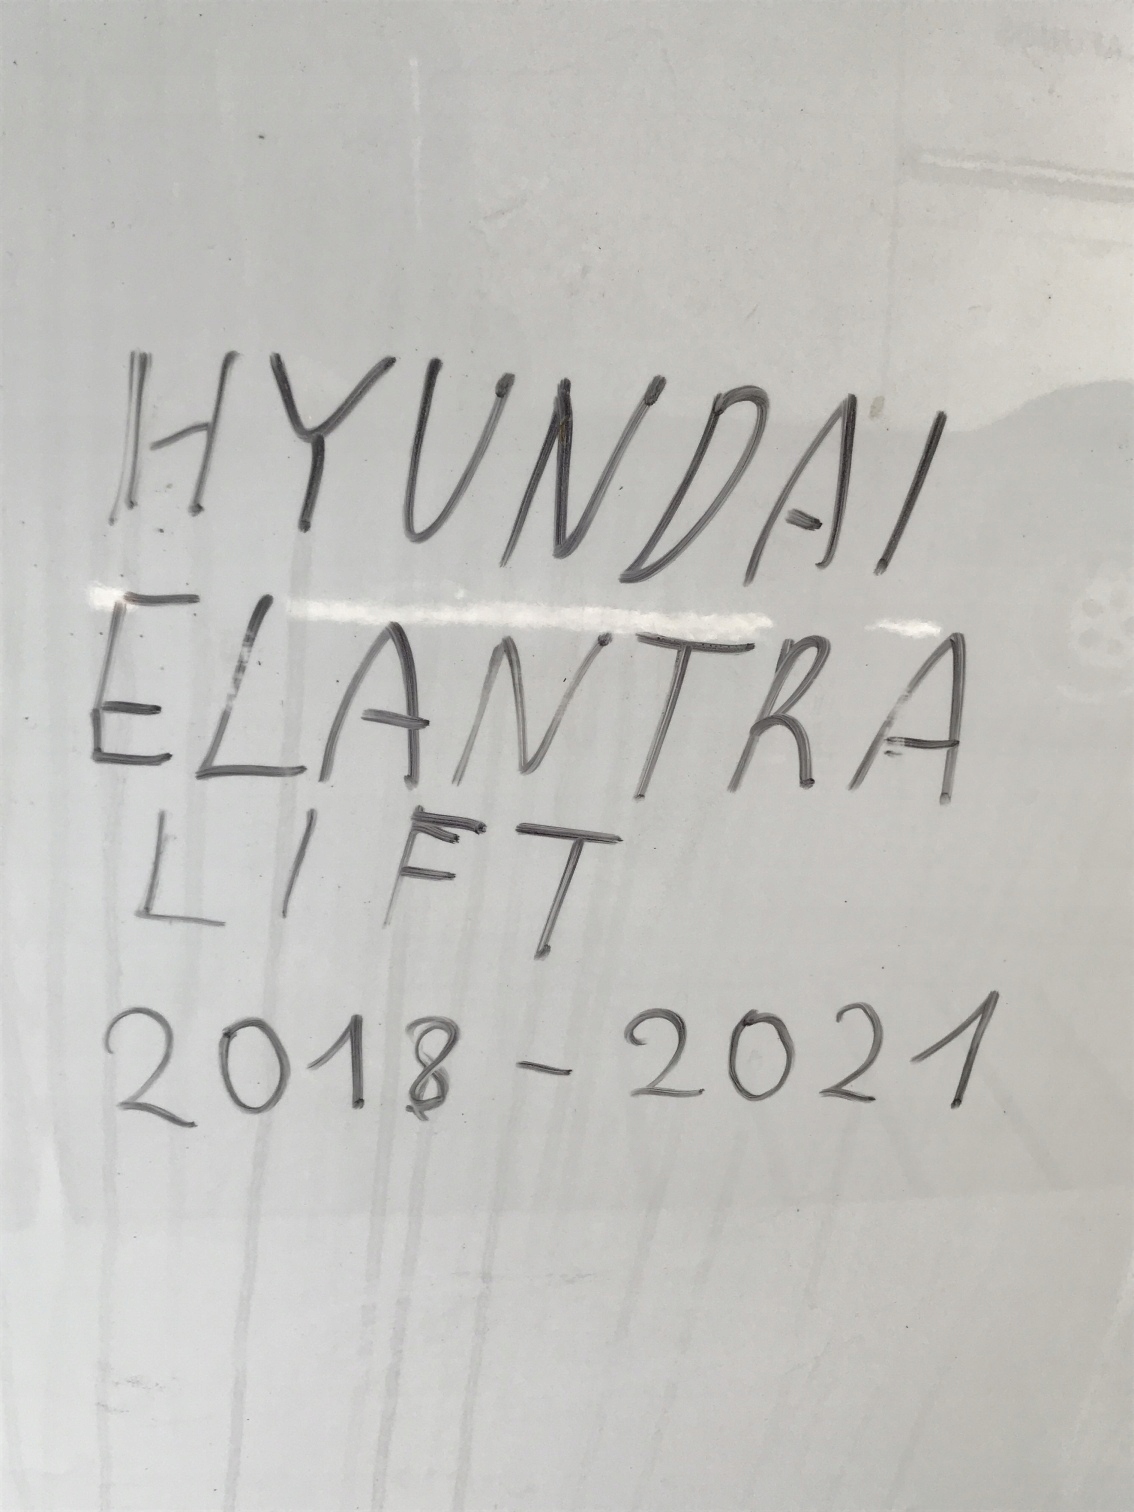 HYUNDAI
ELANTRA
LIFT
2018-2021